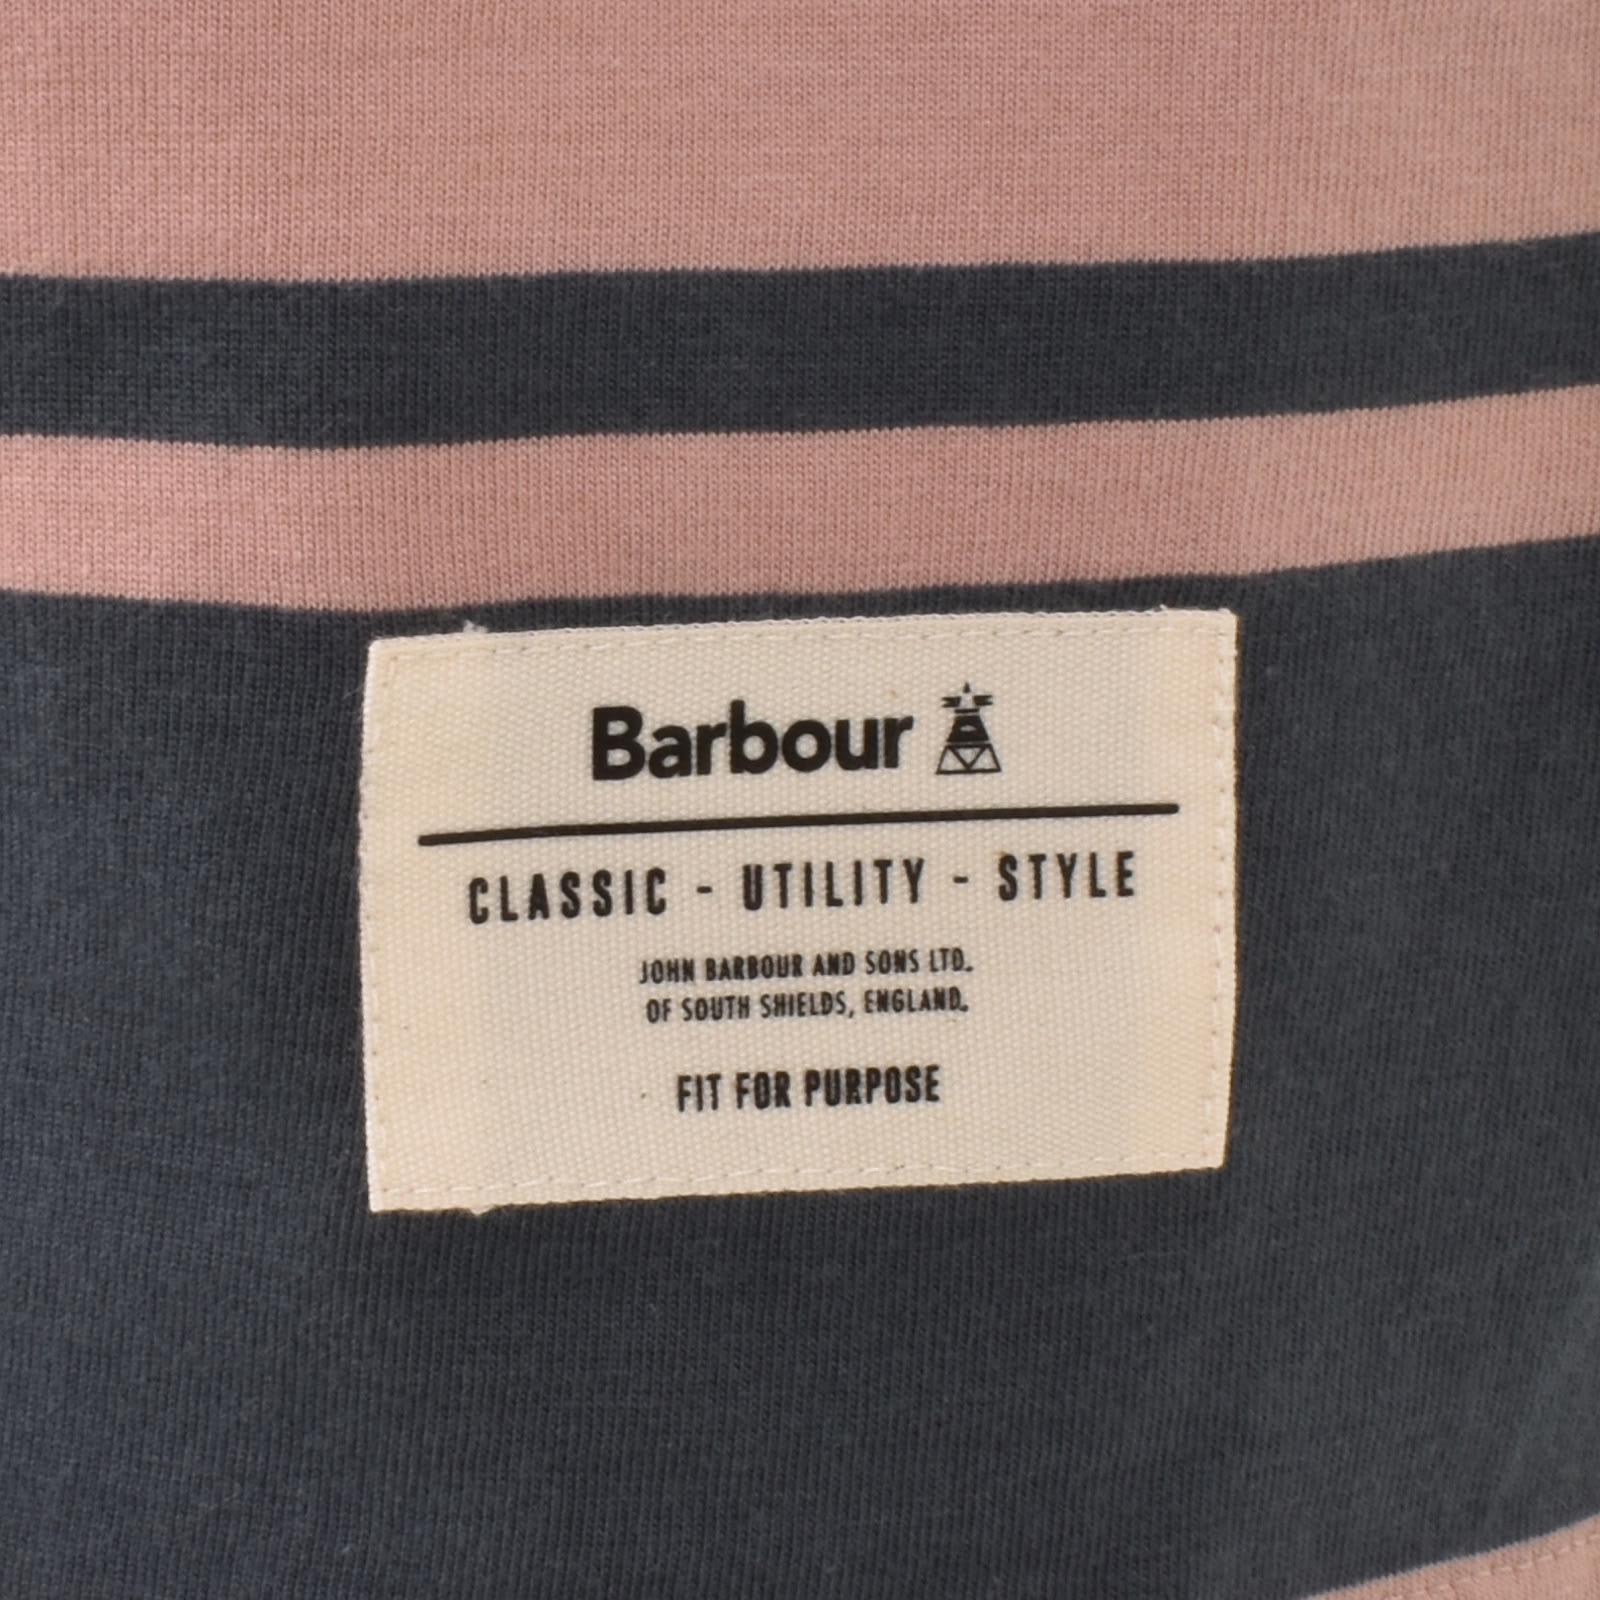 Barbour
CLASSIC - UTILITY - STYLE
JOHN BARBOUR AND SONS LTD.
OF SOUTH SHIELDS, ENGLAND.
FIT FOR PURPOSE